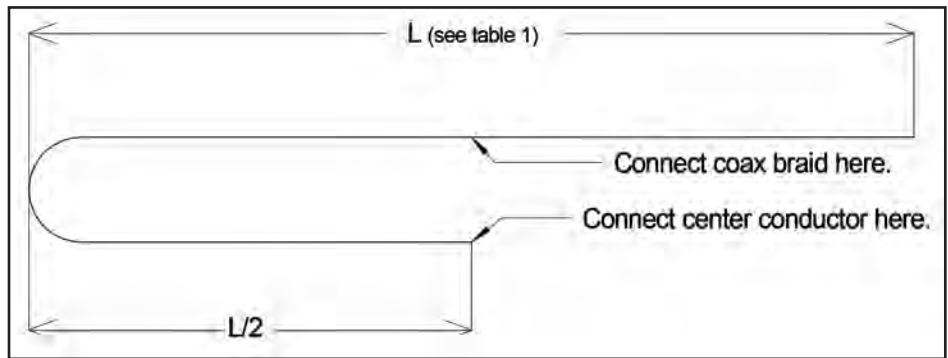 L (see table 1)
Connect coax braid here.
Connect center conductor here.
L/2